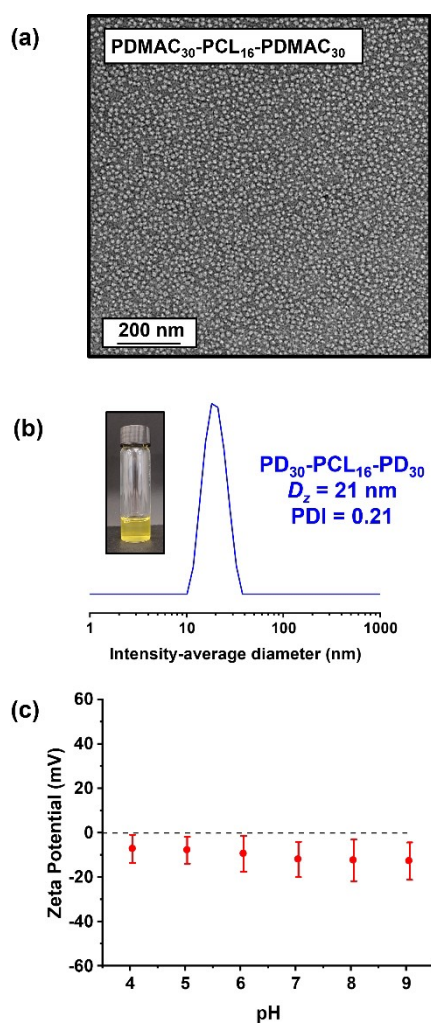 (a)
PDMAC₃₀-PCL₁₆-PDMAC₃₀
200 nm
(b)
PD₃₀-PCL₁₆-PD₃₀
D_z = 21 nm
PDI = 0.21
1 10 100 1000
Intensity-average diameter (nm)
(c)
Zeta Potential (mV)
60
40
20
0
-20
-40
-60
4 5 6 7 8 9
pH